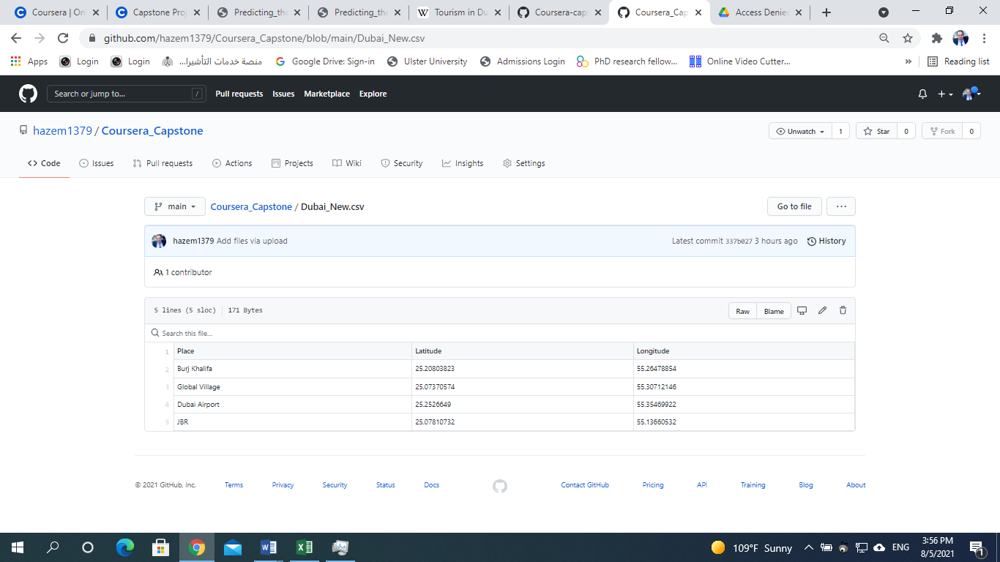 Coursera | Onl
Capstone Proj
Predicting_the
Predicting_the
Tourism in Du
Coursera-caps
Coursera_Cap
Access Denied
github.com/hazem1379/Coursera_Capstone/blob/main/Dubai_New.csv
Apps
Login
Login
منصة خدمات التأشيرا...
Google Drive: Sign-in
Ulster University
Admissions Login
PhD research fellow...
Online Video Cutter...
»
Reading list
Search or jump to...
/
Pull requests
Issues
Marketplace
Explore
hazem1379 / Coursera_Capstone
Unwatch
1
Star
0
Fork
0
Code
Issues
Pull requests
Actions
Projects
Wiki
Security
Insights
Settings
main
Coursera_Capstone / Dubai_New.csv
Go to file
hazem1379 Add files via upload
Latest commit 337b027 3 hours ago
History
1 contributor
5 lines (5 sloc)
171 Bytes
Raw
Blame
Search this file...
1 Place Latitude Longitude
2 Burj Khalifa 25.20803823 55.26478854
3 Global Village 25.07370574 55.30712146
4 Dubai Airport 25.2526649 55.35469922
5 JBR 25.07810732 55.13660532
© 2021 GitHub, Inc.
Terms
Privacy
Security
Status
Docs
Contact GitHub
Pricing
API
Training
Blog
About
109°F Sunny
ENG
3:56 PM
8/5/2021
1